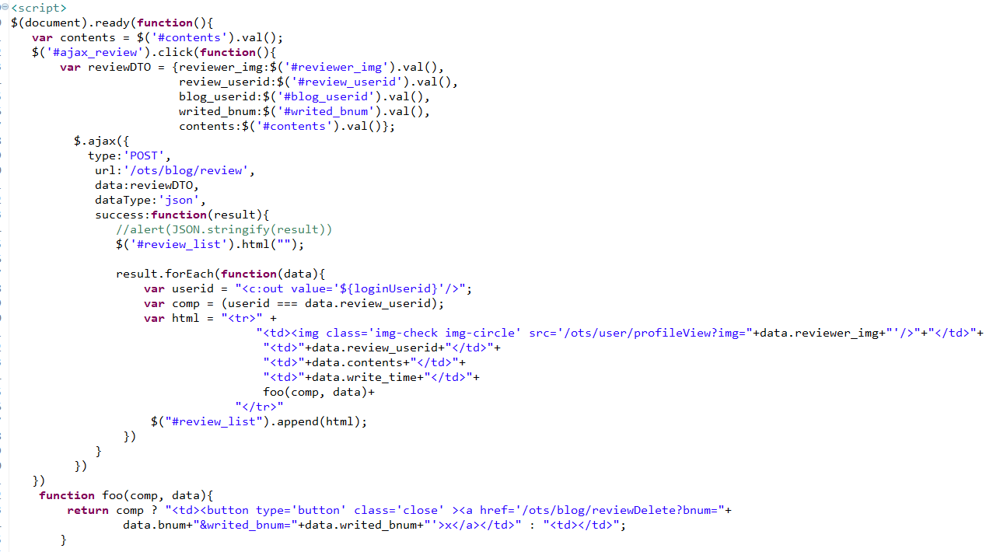 <script>
$(document).ready(function(){
var contents = $('#contents').val();
$('#ajax_review').click(function(){
var reviewDTO = {reviewer_img:$('#reviewer_img').val(),
review_userid:$('#review_userid').val(),
blog_userid:$('#blog_userid').val(),
writed_bnum:$('#writed_bnum').val(),
contents:$('#contents').val()};
$.ajax({
type:'POST',
url:'/ots/blog/review',
data:reviewDTO,
dataType:'json',
success:function(result){
//alert(JSON.stringify(result))
$('#review_list').html("");
result.forEach(function(data){
var userid = "<c:out value='${loginUserid}'/>";
var comp = (userid === data.review_userid);
var html = "<tr>" +
"<td><img class='img-check img-circle' src='/ots/user/profileView?img="+data.reviewer_img+"'/>"+"</td>"+
"<td>"+data.review_userid+"</td>"+
"<td>"+data.contents+"</td>"+
"<td>"+data.write_time+"</td>"+
foo(comp, data)+
"</tr>"
$("#review_list").append(html);
})
}
})
})
function foo(comp, data){
return comp ? "<td><button type='button' class='close' ><a href='/ots/blog/reviewDelete?bnum="+
data.bnum+"&writed_bnum="+data.writed_bnum+"'>x</a></td>" : "<td></td>";
}